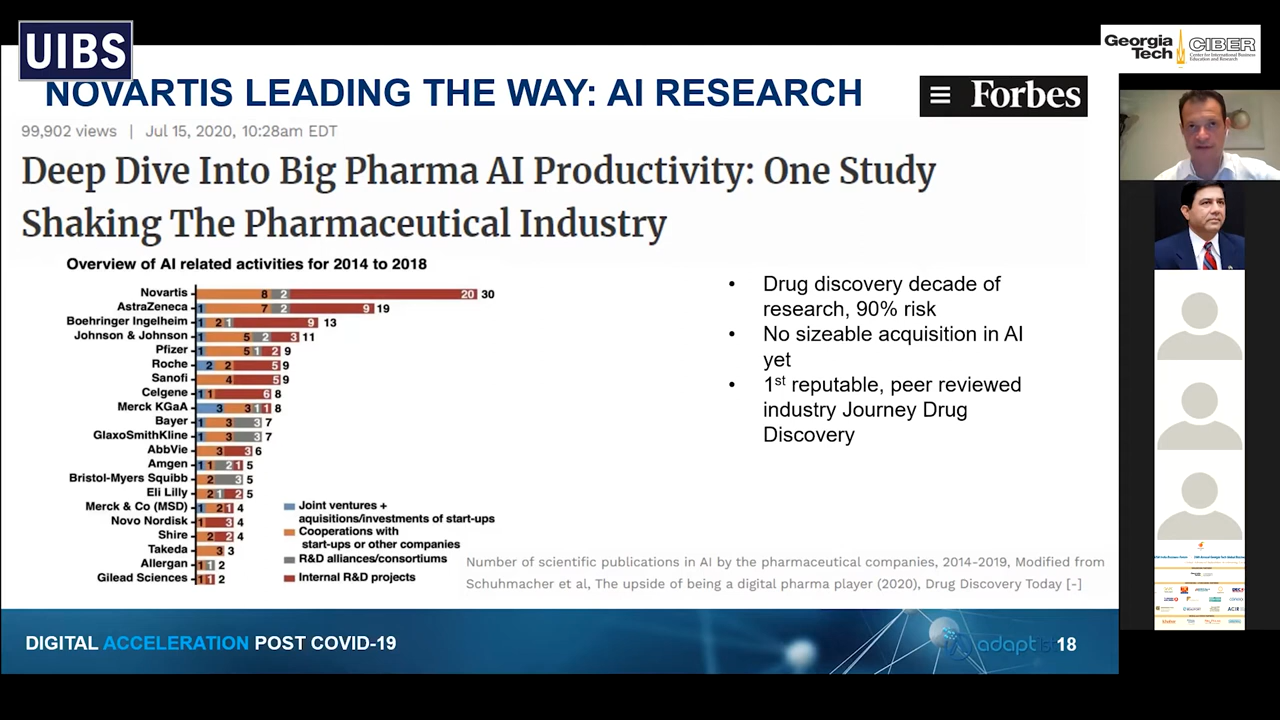 UIBS
Georgia
Tech
CIBER
Center for International Business
Education and Research
NOVARTIS LEADING THE WAY: AI RESEARCH
Forbes
99,902 views | Jul 15, 2020, 10:28am EDT
Deep Dive Into Big Pharma AI Productivity: One Study
Shaking The Pharmaceutical Industry
Overview of AI related activities for 2014 to 2018
Novartis 8 2 20 30
AstraZeneca 1 7 2 9 19
Boehringer Ingelheim 1 2 1 9 13
Johnson & Johnson 1 5 2 3 11
Pfizer 1 5 1 2 9
Roche 2 2 5 9
Sanofi 4 5 9
Celgene 1 1 6 8
Merck KGaA 3 3 1 1 8
Bayer 1 3 3 7
GlaxoSmithKline 1 3 3 7
AbbVie 3 3 6
Amgen 1 1 2 1 5
Bristol-Myers Squibb 2 3 5
Eli Lilly 2 1 2 5
Merck & Co (MSD) 1 2 1 4
Novo Nordisk 1 3 4
Shire 2 2 4
Takeda 3 3
Allergan 1 1 2
Gilead Sciences 1 1 2
Joint ventures +
aquisitions/investments of start-ups
Cooperations with
start-ups or other companies
R&D alliances/consortiums
Internal R&D projects
• Drug discovery decade of
research, 90% risk
• No sizeable acquisition in AI
yet
• 1st reputable, peer reviewed
industry Journey Drug
Discovery
Number of scientific publications in AI by the pharmaceutical companies, 2014-2019, Modified from
Schuhmacher et al, The upside of being a digital pharma player (2020), Drug Discovery Today [-]
DIGITAL ACCELERATION POST COVID-19
18